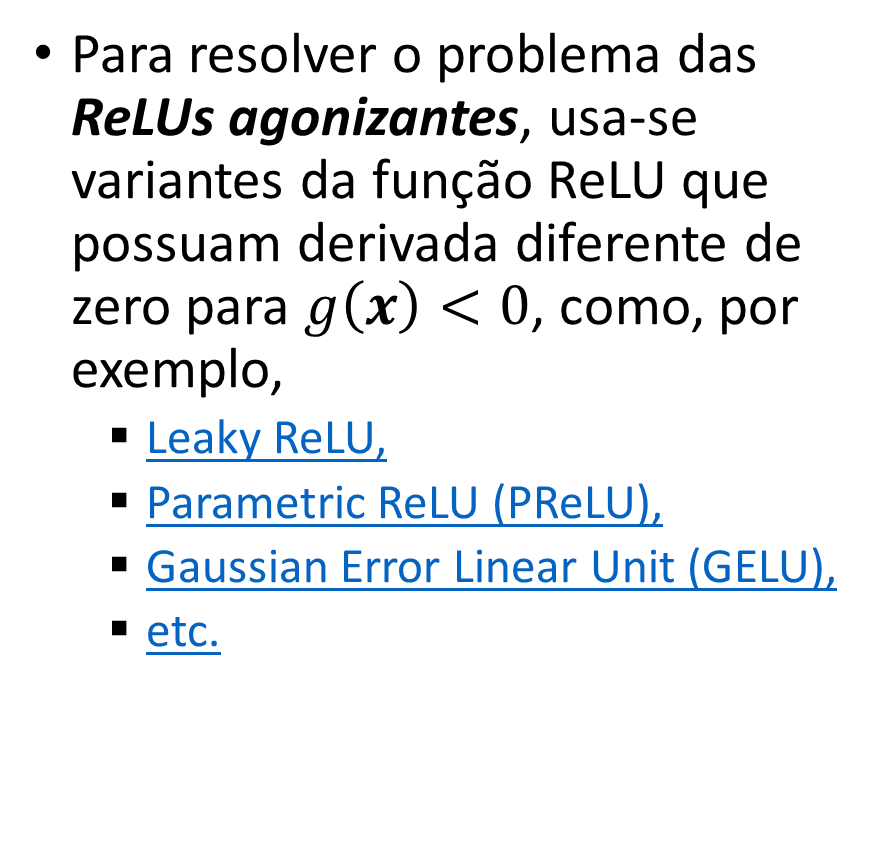 • Para resolver o problema das
ReLUs agonizantes, usa-se
variantes da função ReLU que
possuam derivada diferente de
zero para g(x) < 0, como, por
exemplo,
▪ Leaky ReLU,
▪ Parametric ReLU (PReLU),
▪ Gaussian Error Linear Unit (GELU),
▪ etc.